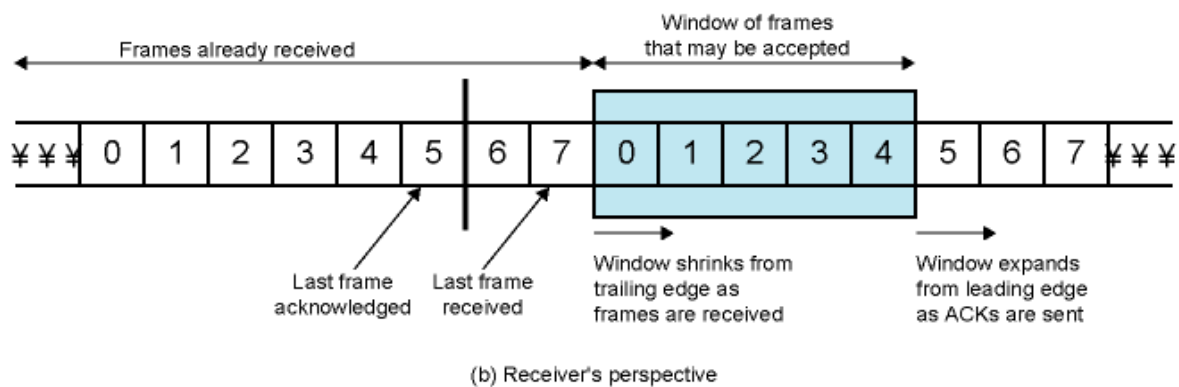 Window of frames
that may be accepted
Frames already received
¥ ¥ ¥ 0 1 2 3 4 5 6 7 0 1 2 3 4 5 6 7 ¥ ¥ ¥
Last frame
acknowledged
Last frame
received
Window shrinks from
trailing edge as
frames are received
Window expands
from leading edge
as ACKs are sent
(b) Receiver's perspective